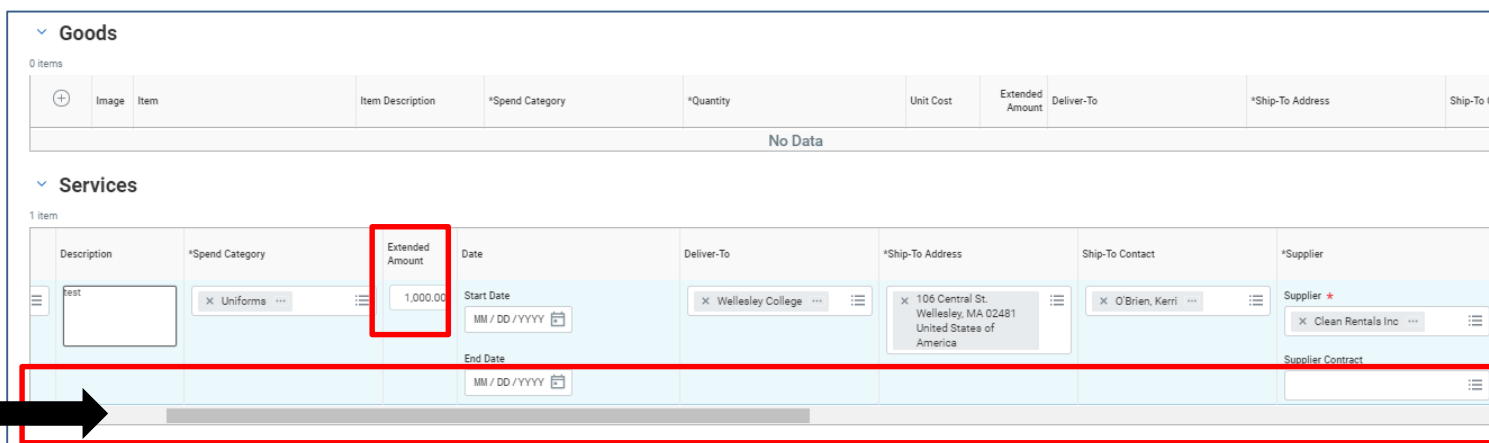 Goods
0 items
Image Item Item Description *Spend Category *Quantity Unit Cost Extended Amount Deliver-To *Ship-To Address Ship-To
No Data
Services
1 item
Description *Spend Category Extended Amount Date Deliver-To *Ship-To Address Ship-To Contact *Supplier
test
Uniforms
1,000.00
Start Date
MM / DD / YYYY
End Date
MM / DD / YYYY
Wellesley College
106 Central St.
Wellesley, MA 02481
United States of
America
O'Brien, Kerri
Supplier *
Clean Rentals Inc
Supplier Contract